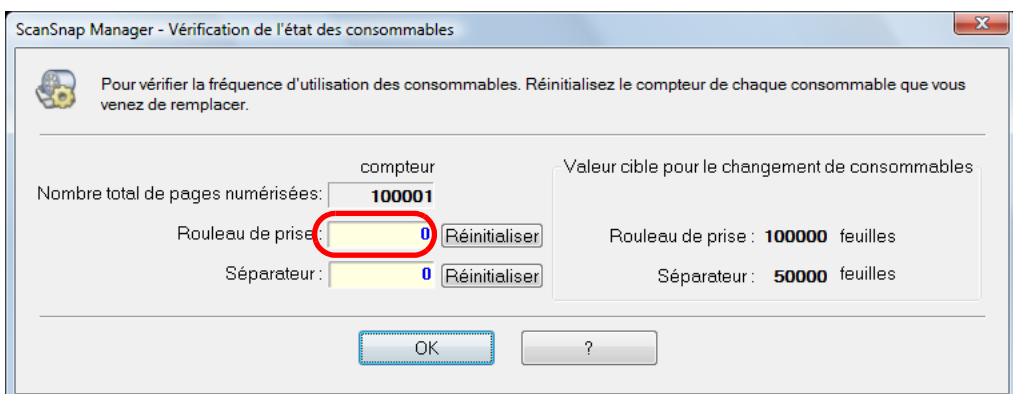 ScanSnap Manager - Vérification de l'état des consommables
Pour vérifier la fréquence d'utilisation des consommables. Réinitialisez le compteur de chaque consommable que vous
venez de remplacer.
compteur
Valeur cible pour le changement de consommables
Nombre total de pages numérisées: 100001
Rouleau de prise : 0 Réinitialiser
Rouleau de prise : 100000 feuilles
Séparateur : 0 Réinitialiser
Séparateur : 50000 feuilles
OK
?